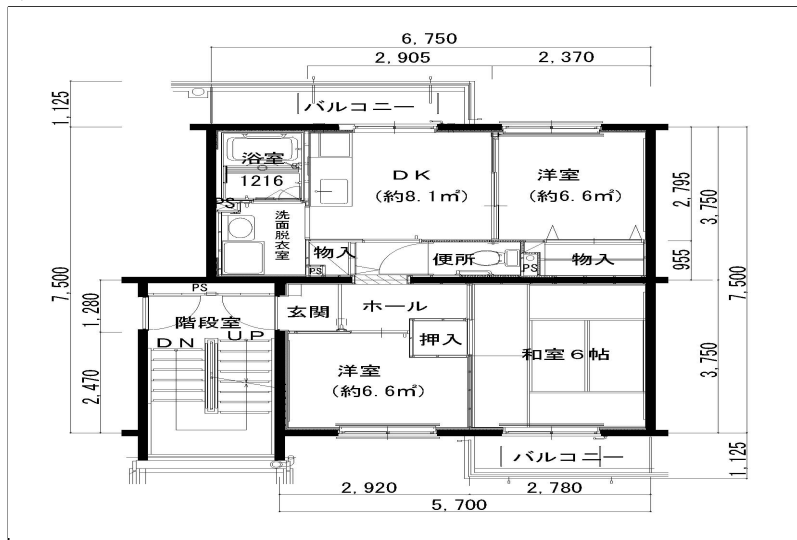 6,750
2,905
2,370
1,125
バルコニー
浴室
1216
PS
洗面脱衣室
DK
(約8.1㎡)
洋室
(約6.6㎡)
2,795
3,750
物入
PS
便所
PS
物入
955
7,500
7,500
PS
階段室
DN
UP
玄関
ホール
押入
洋室
(約6.6㎡)
和室6帖
1,280
2,470
3,750
バルコニー
1,125
2,920
2,780
5,700